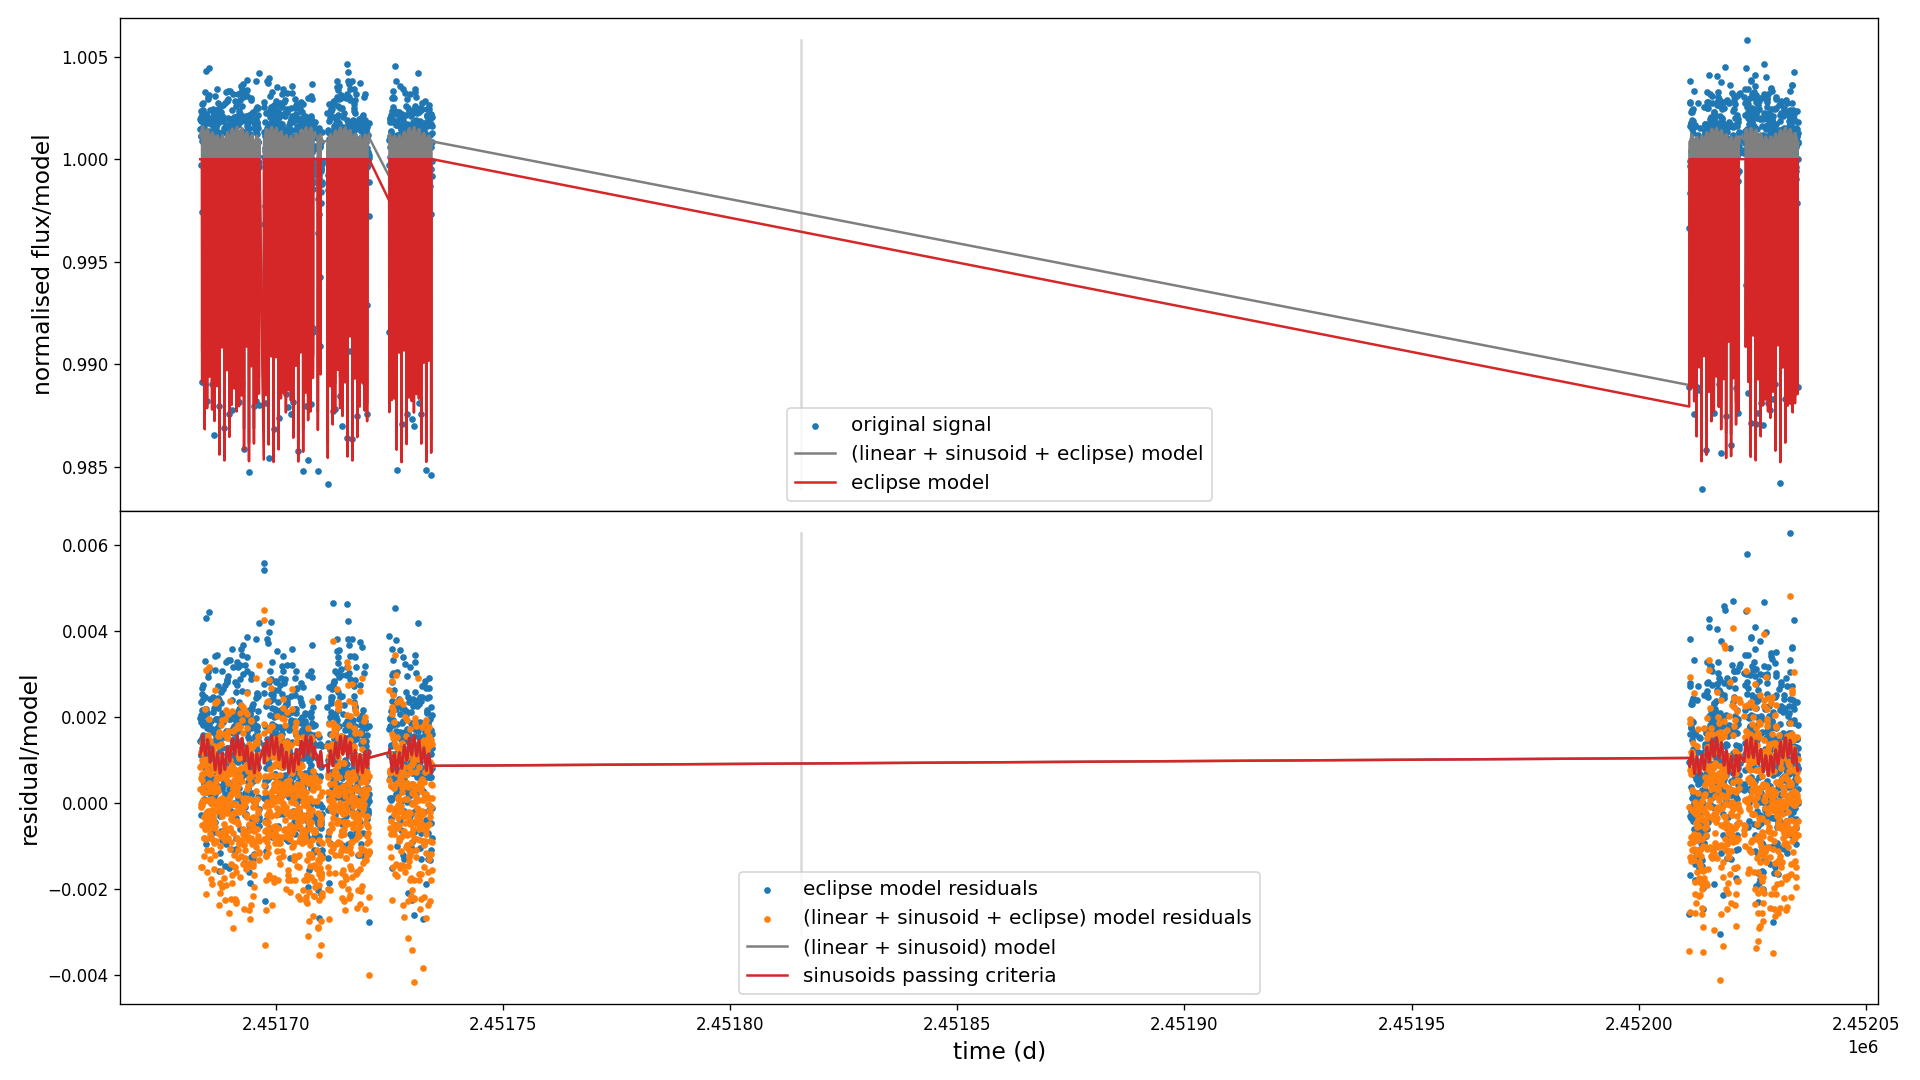 1.005
1.000
0.995
0.990
0.985
normalised flux/model
original signal
(linear + sinusoid + eclipse) model
eclipse model
0.006
0.004
0.002
0.000
−0.002
−0.004
residual/model
eclipse model residuals
(linear + sinusoid + eclipse) model residuals
(linear + sinusoid) model
sinusoids passing criteria
2.45170 2.45175 2.45180 2.45185 2.45190 2.45195 2.45200 2.45205
1e6
time (d)